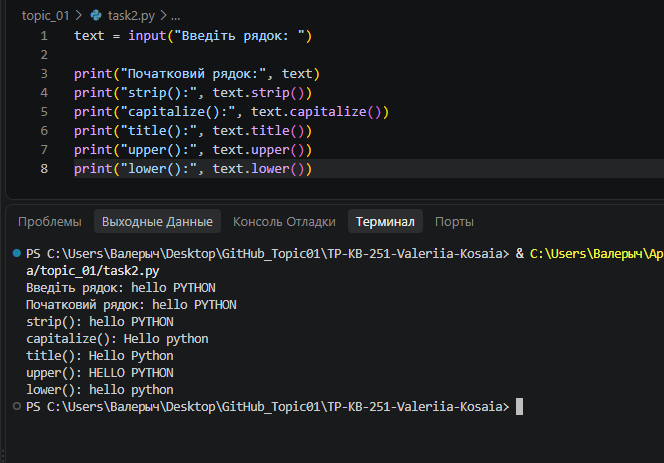 topic_01 > task2.py > ...
1 text = input("Введіть рядок: ")
2
3 print("Початковий рядок:", text)
4 print("strip():", text.strip())
5 print("capitalize():", text.capitalize())
6 print("title():", text.title())
7 print("upper():", text.upper())
8 print("lower():", text.lower())
Проблемы Выходные Данные Консоль Отладки Терминал Порты
PS C:\Users\Валерыч\Desktop\GitHub_Topic01\TP-KB-251-Valeriia-Kosaia> & C:\Users\Валерыч\Ap
a/topic_01/task2.py
Введіть рядок: hello PYTHON
Початковий рядок: hello PYTHON
strip(): hello PYTHON
capitalize(): Hello python
title(): Hello Python
upper(): HELLO PYTHON
lower(): hello python
PS C:\Users\Валерыч\Desktop\GitHub_Topic01\TP-KB-251-Valeriia-Kosaia>